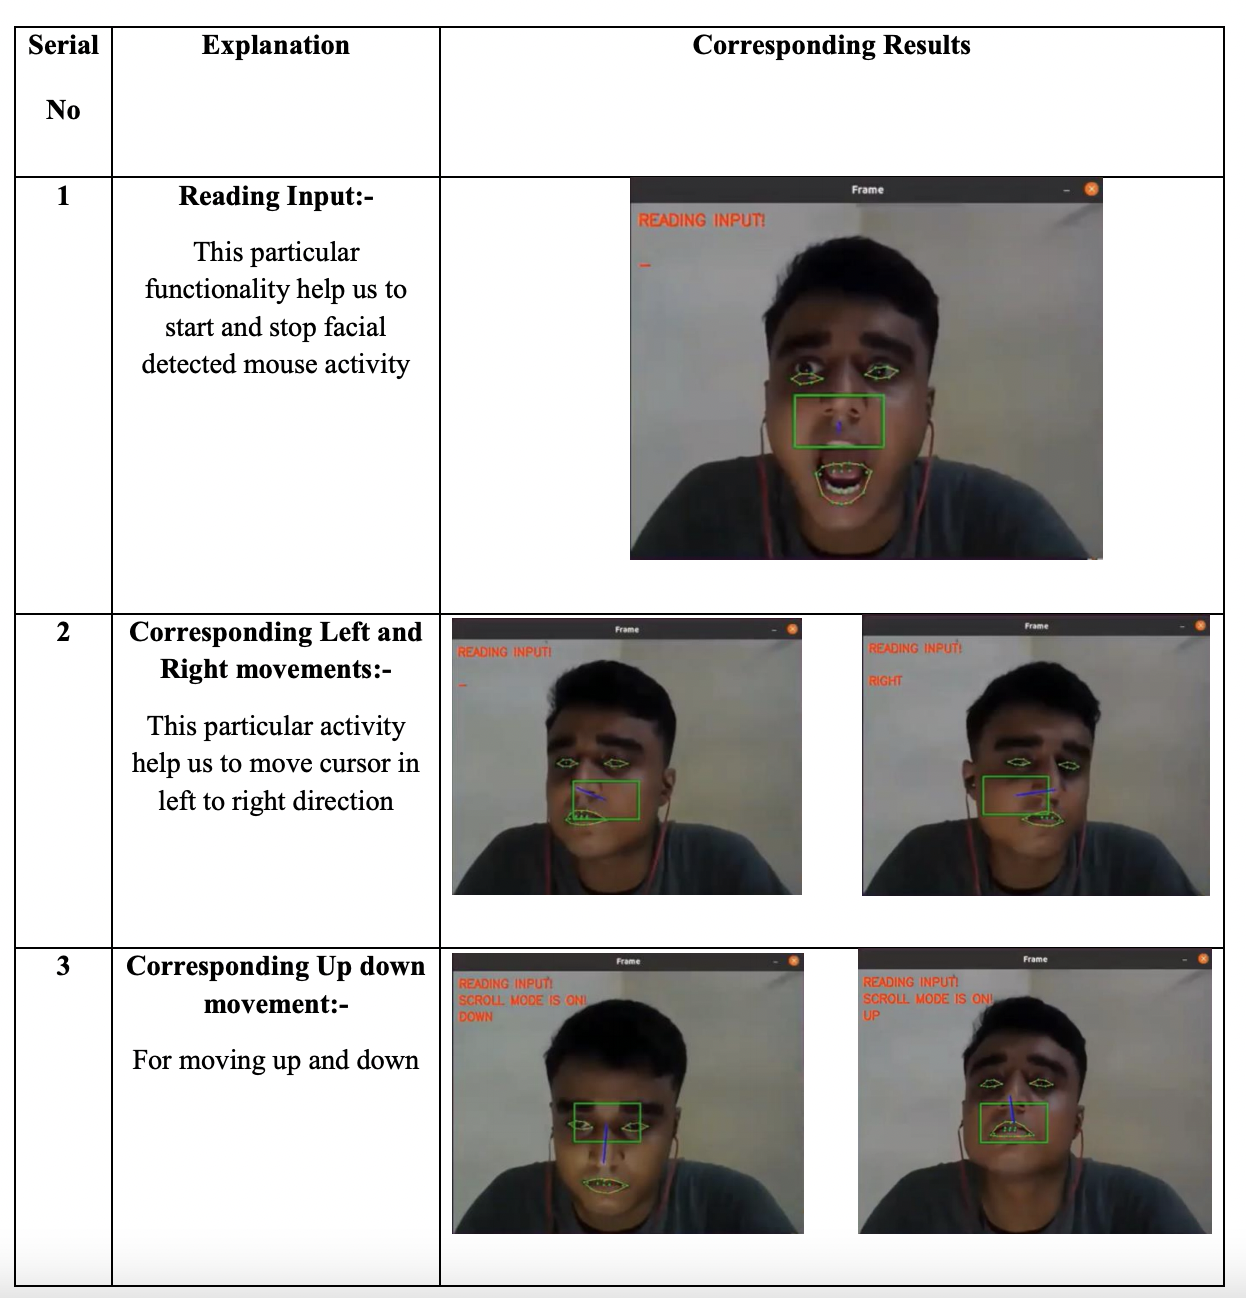 Serial
No
Explanation
Corresponding Results
1
Reading Input:-
This particular
functionality help us to
start and stop facial
detected mouse activity
Frame
READING INPUT!
2
Corresponding Left and
Right movements:-
This particular activity
help us to move cursor in
left to right direction
Frame
READING INPUT!
Frame
READING INPUT!
RIGHT
3
Corresponding Up down
movement:-
For moving up and down
Frame
READING INPUT!
SCROLL MODE IS ON!
DOWN
Frame
READING INPUT!
SCROLL MODE IS ON!
UP